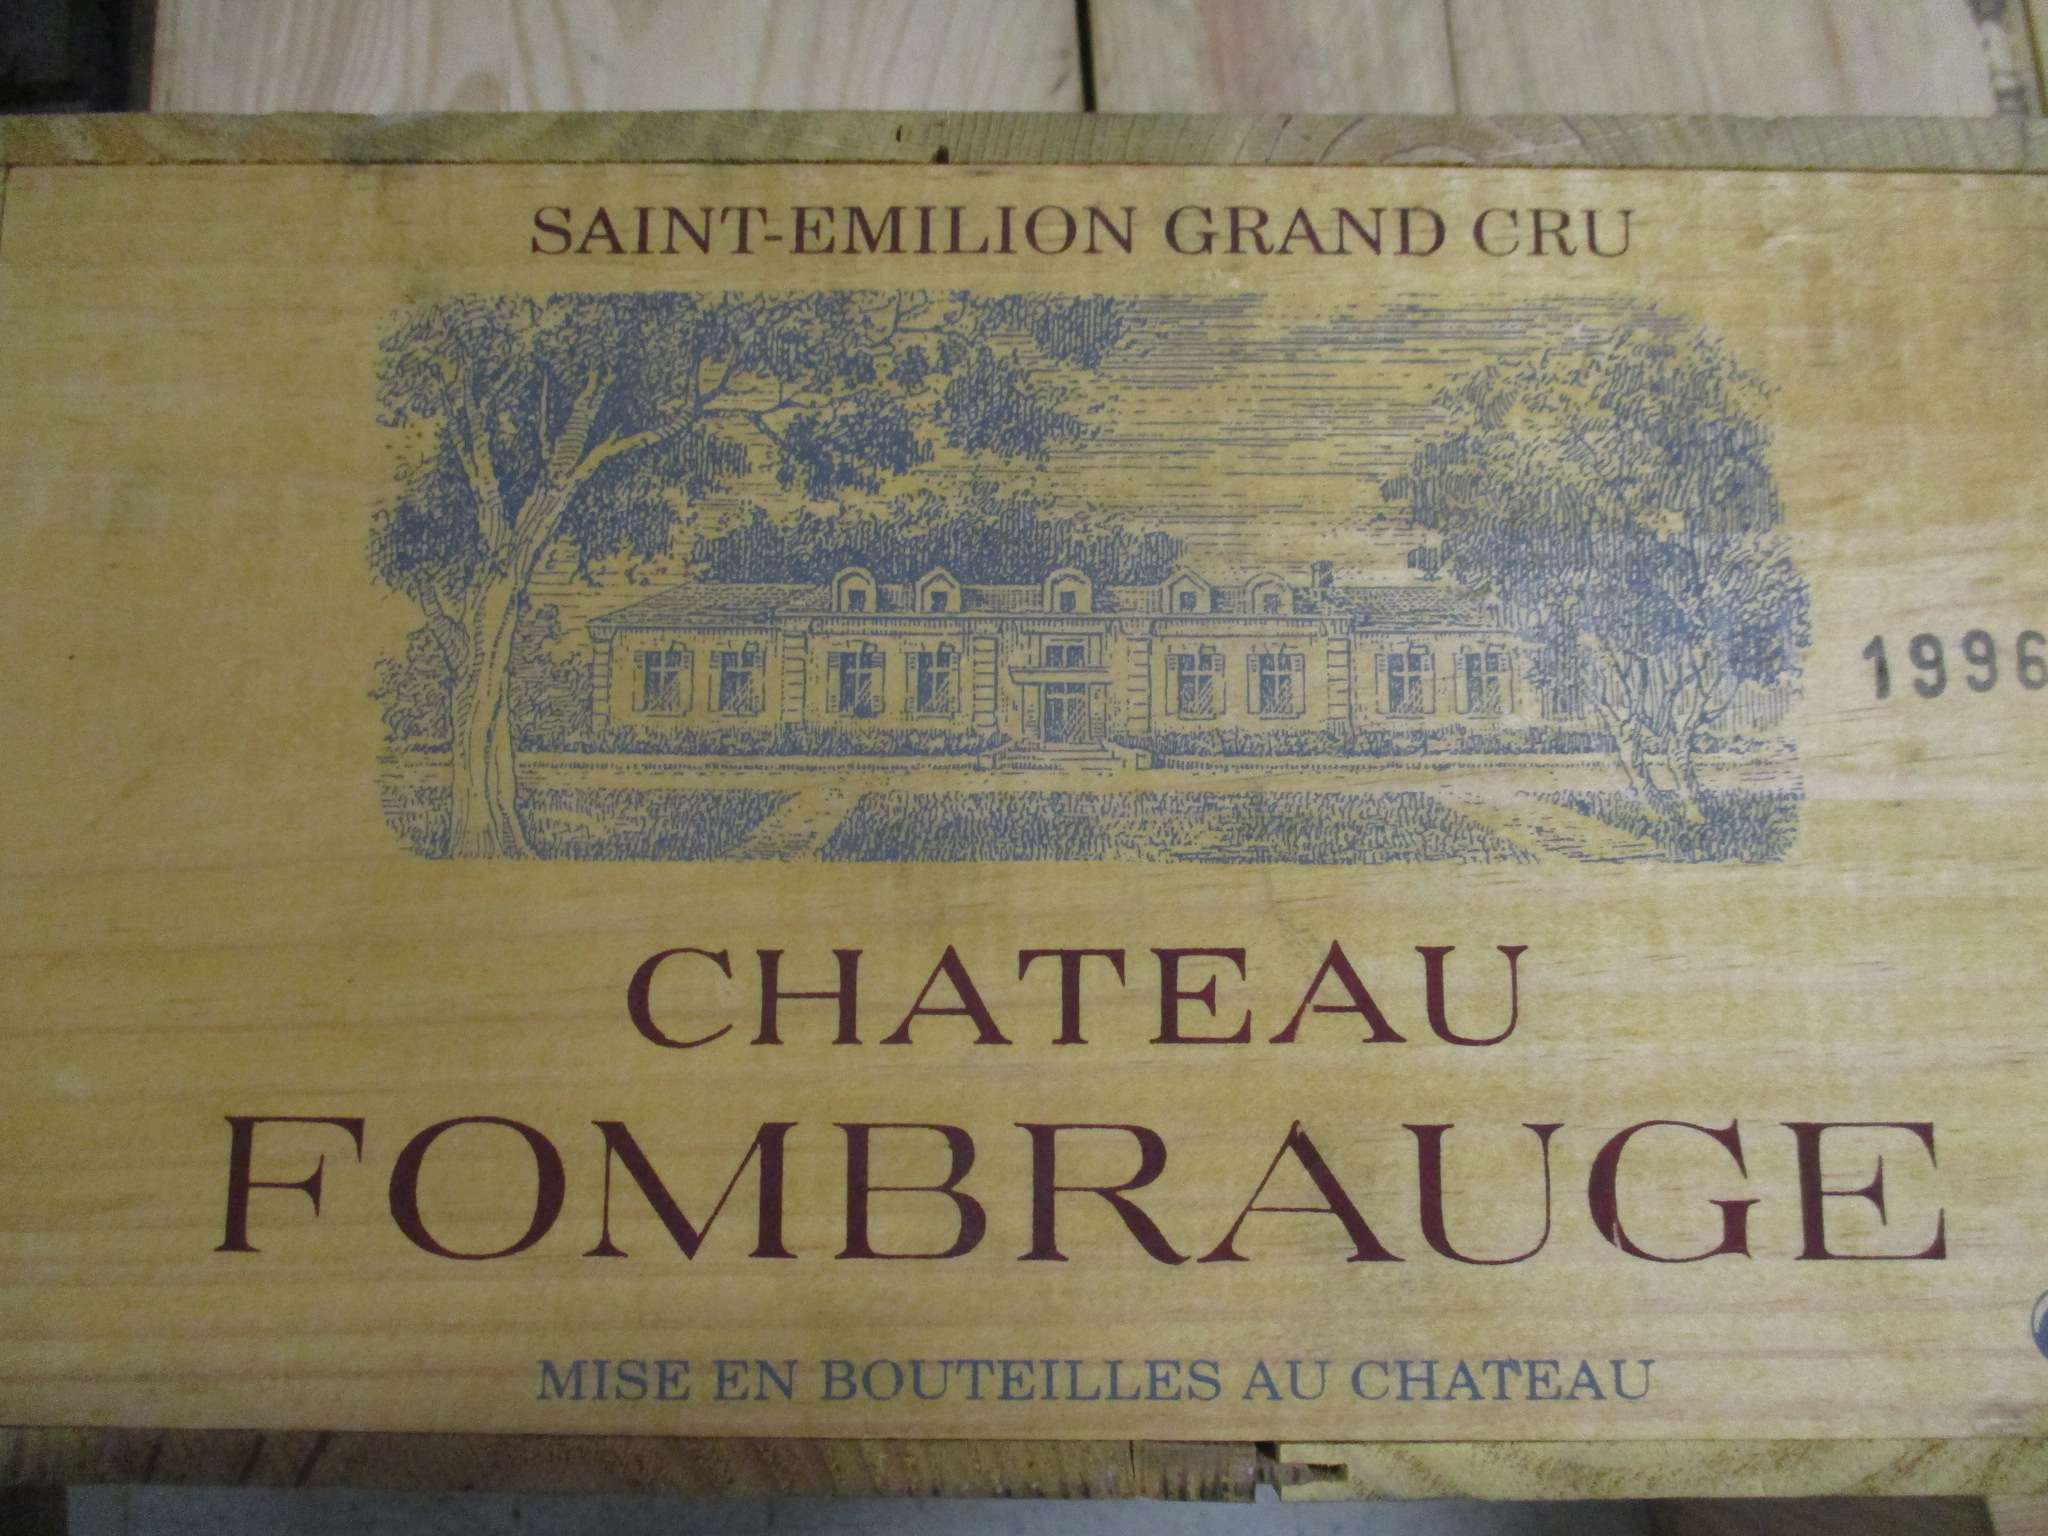 SAINT-EMILION GRAND CRU
1996
CHATEAU
FOMBRAUGE
MISE EN BOUTEILLES AU CHATEAU